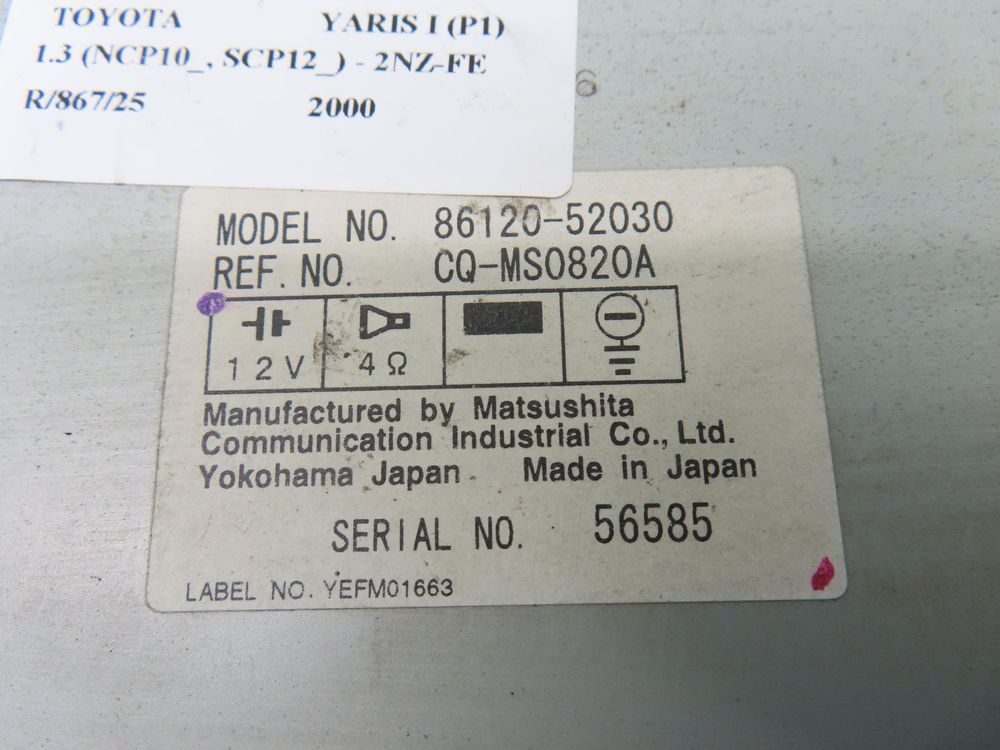 TOYOTA YARIS I (P1)
1.3 (NCP10_, SCP12_) - 2NZ-FE
R/867/25 2000
6
MODEL NO. 86120-52030
REF. NO. CQ-MS0820A
12V 4Ω
Manufactured by Matsushita
Communication Industrial Co., Ltd.
Yokohama Japan Made in Japan
SERIAL NO. 56585
LABEL NO. YEFM01663